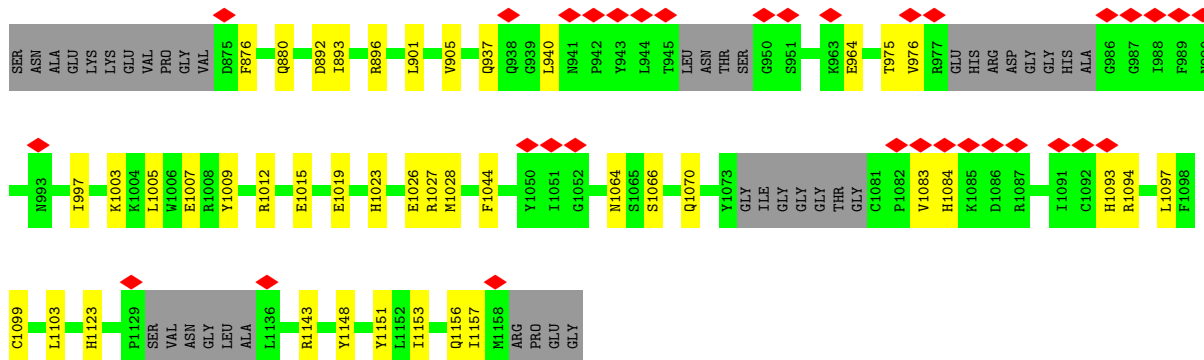 SER ASN ALA GLU LYS LYS GLU VAL PRO GLY VAL D875 F876 Q880 D892 I893 R896 L901 V905 Q937 Q938 G939 L940 N941 P942 Y943 L944 T945 LEU ASN THR SER G950 S951 K963 E964 T975 V976 R977 GLU HIS ARG ASP GLY GLY HIS ALA G986 G987 I988 F989
N993 I997 K1003 K1004 L1005 W1006 E1007 R1008 Y1009 R1012 E1015 E1019 H1023 E1026 R1027 M1028 F1044 Y1050 I1051 G1052 N1064 S1065 S1066 Q1070 Y1073 GLY ILE GLY GLY GLY THR GLY C1081 P1082 V1083 H1084 K1085 D1086 R1087 I1091 C1092 H1093 R1094 L1097 F1098
C1099 L1103 H1123 P1129 SER VAL ASN GLY LEU ALA L1136 R1143 Y1148 Y1151 L1152 I1153 Q1156 I1157 M1158 ARG PRO GLU GLY